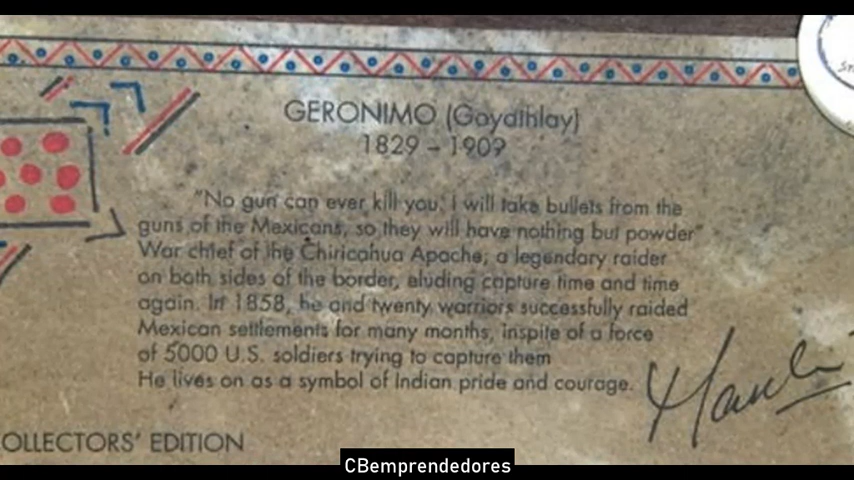 GERONIMO (Goyathlay)
1829 – 1909
"No gun can ever kill you. I will take bullets from the
guns of the Mexicans, so they will have nothing but powder"
War chief of the Chiricahua Apache; a legendary raider
on both sides of the border, eluding capture time and time
again. In 1858, he and twenty warriors successfully raided
Mexican settlements for many months, inspite of a force
of 5000 U.S. soldiers trying to capture them
He lives on as a symbol of Indian pride and courage.
OLLECTORS' EDITION
CBemprendedores